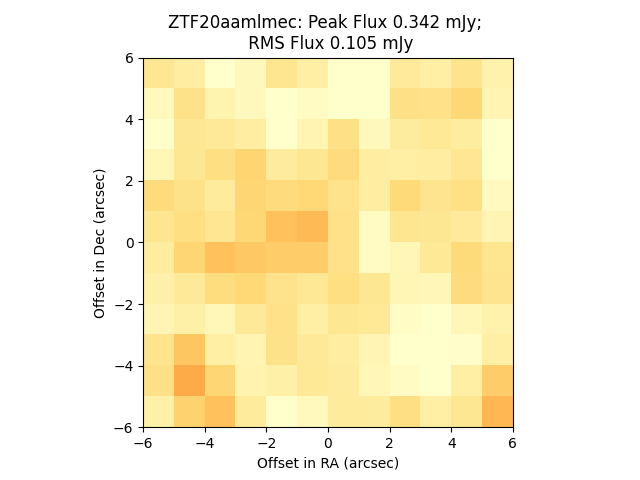 ZTF20aamlmec: Peak Flux 0.342 mJy;
RMS Flux 0.105 mJy
6
4
2
0
−2
−4
−6
Offset in Dec (arcsec)
−6 −4 −2 0 2 4 6
Offset in RA (arcsec)